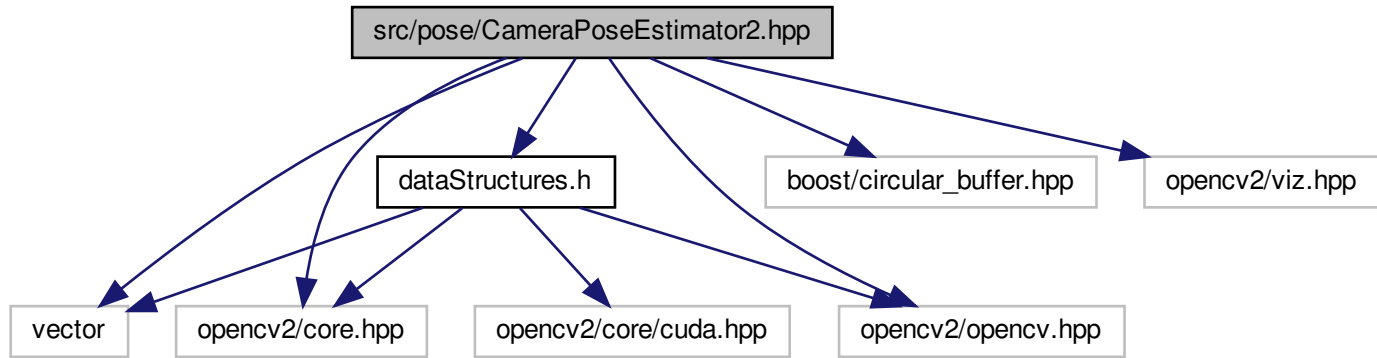 src/pose/CameraPoseEstimator2.hpp
dataStructures.h
boost/circular_buffer.hpp
opencv2/viz.hpp
vector
opencv2/core.hpp
opencv2/core/cuda.hpp
opencv2/opencv.hpp